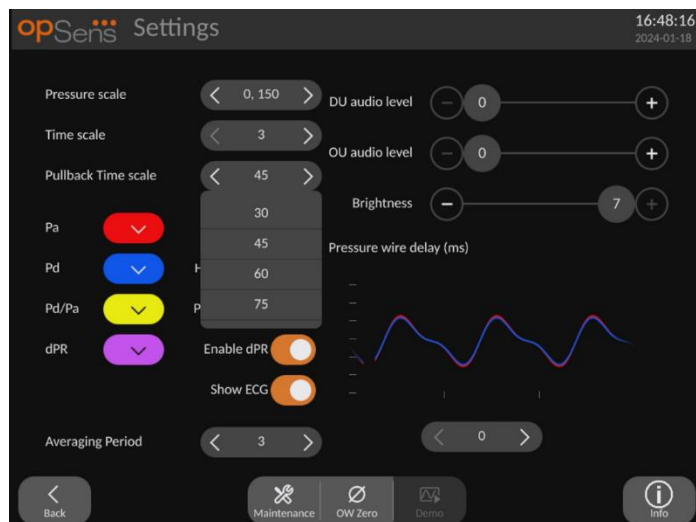 opSens Settings
16:48:16
2024-01-18
Pressure scale
0, 150
DU audio level
0
Time scale
3
OU audio level
0
Pullback Time scale
45
Brightness
7
30
45
60
75
Pa
Pd
H
Pd/Pa
P
dPR
Enable dPR
Show ECG
Pressure wire delay (ms)
Averaging Period
3
0
Back
Maintenance
OW Zero
Demo
Info